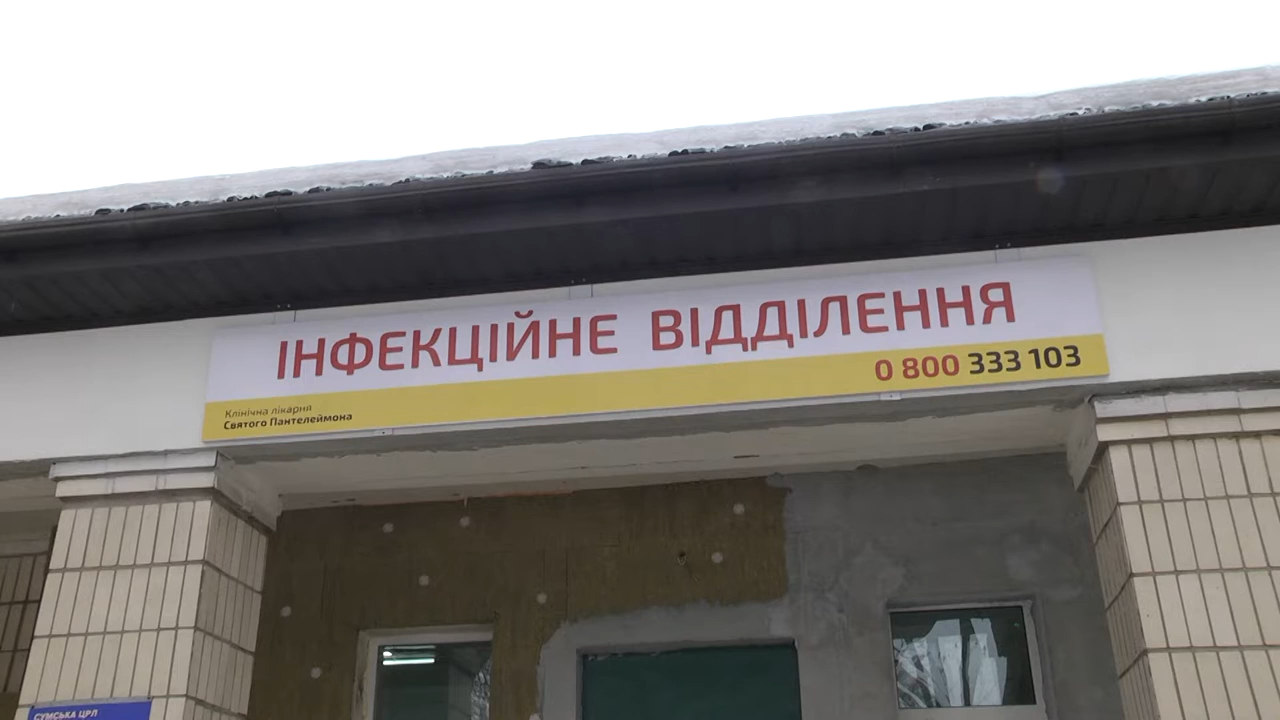 ІНФЕКЦІЙНЕ ВІДДІЛЕННЯ
0 800 333 103
Клінічна лікарня
Святого Пантелеймона
СУМСЬКА ЦРЛ